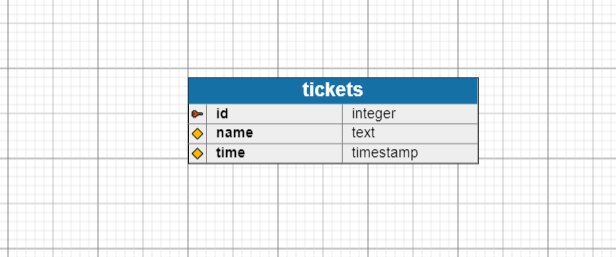 tickets
id integer
name text
time timestamp